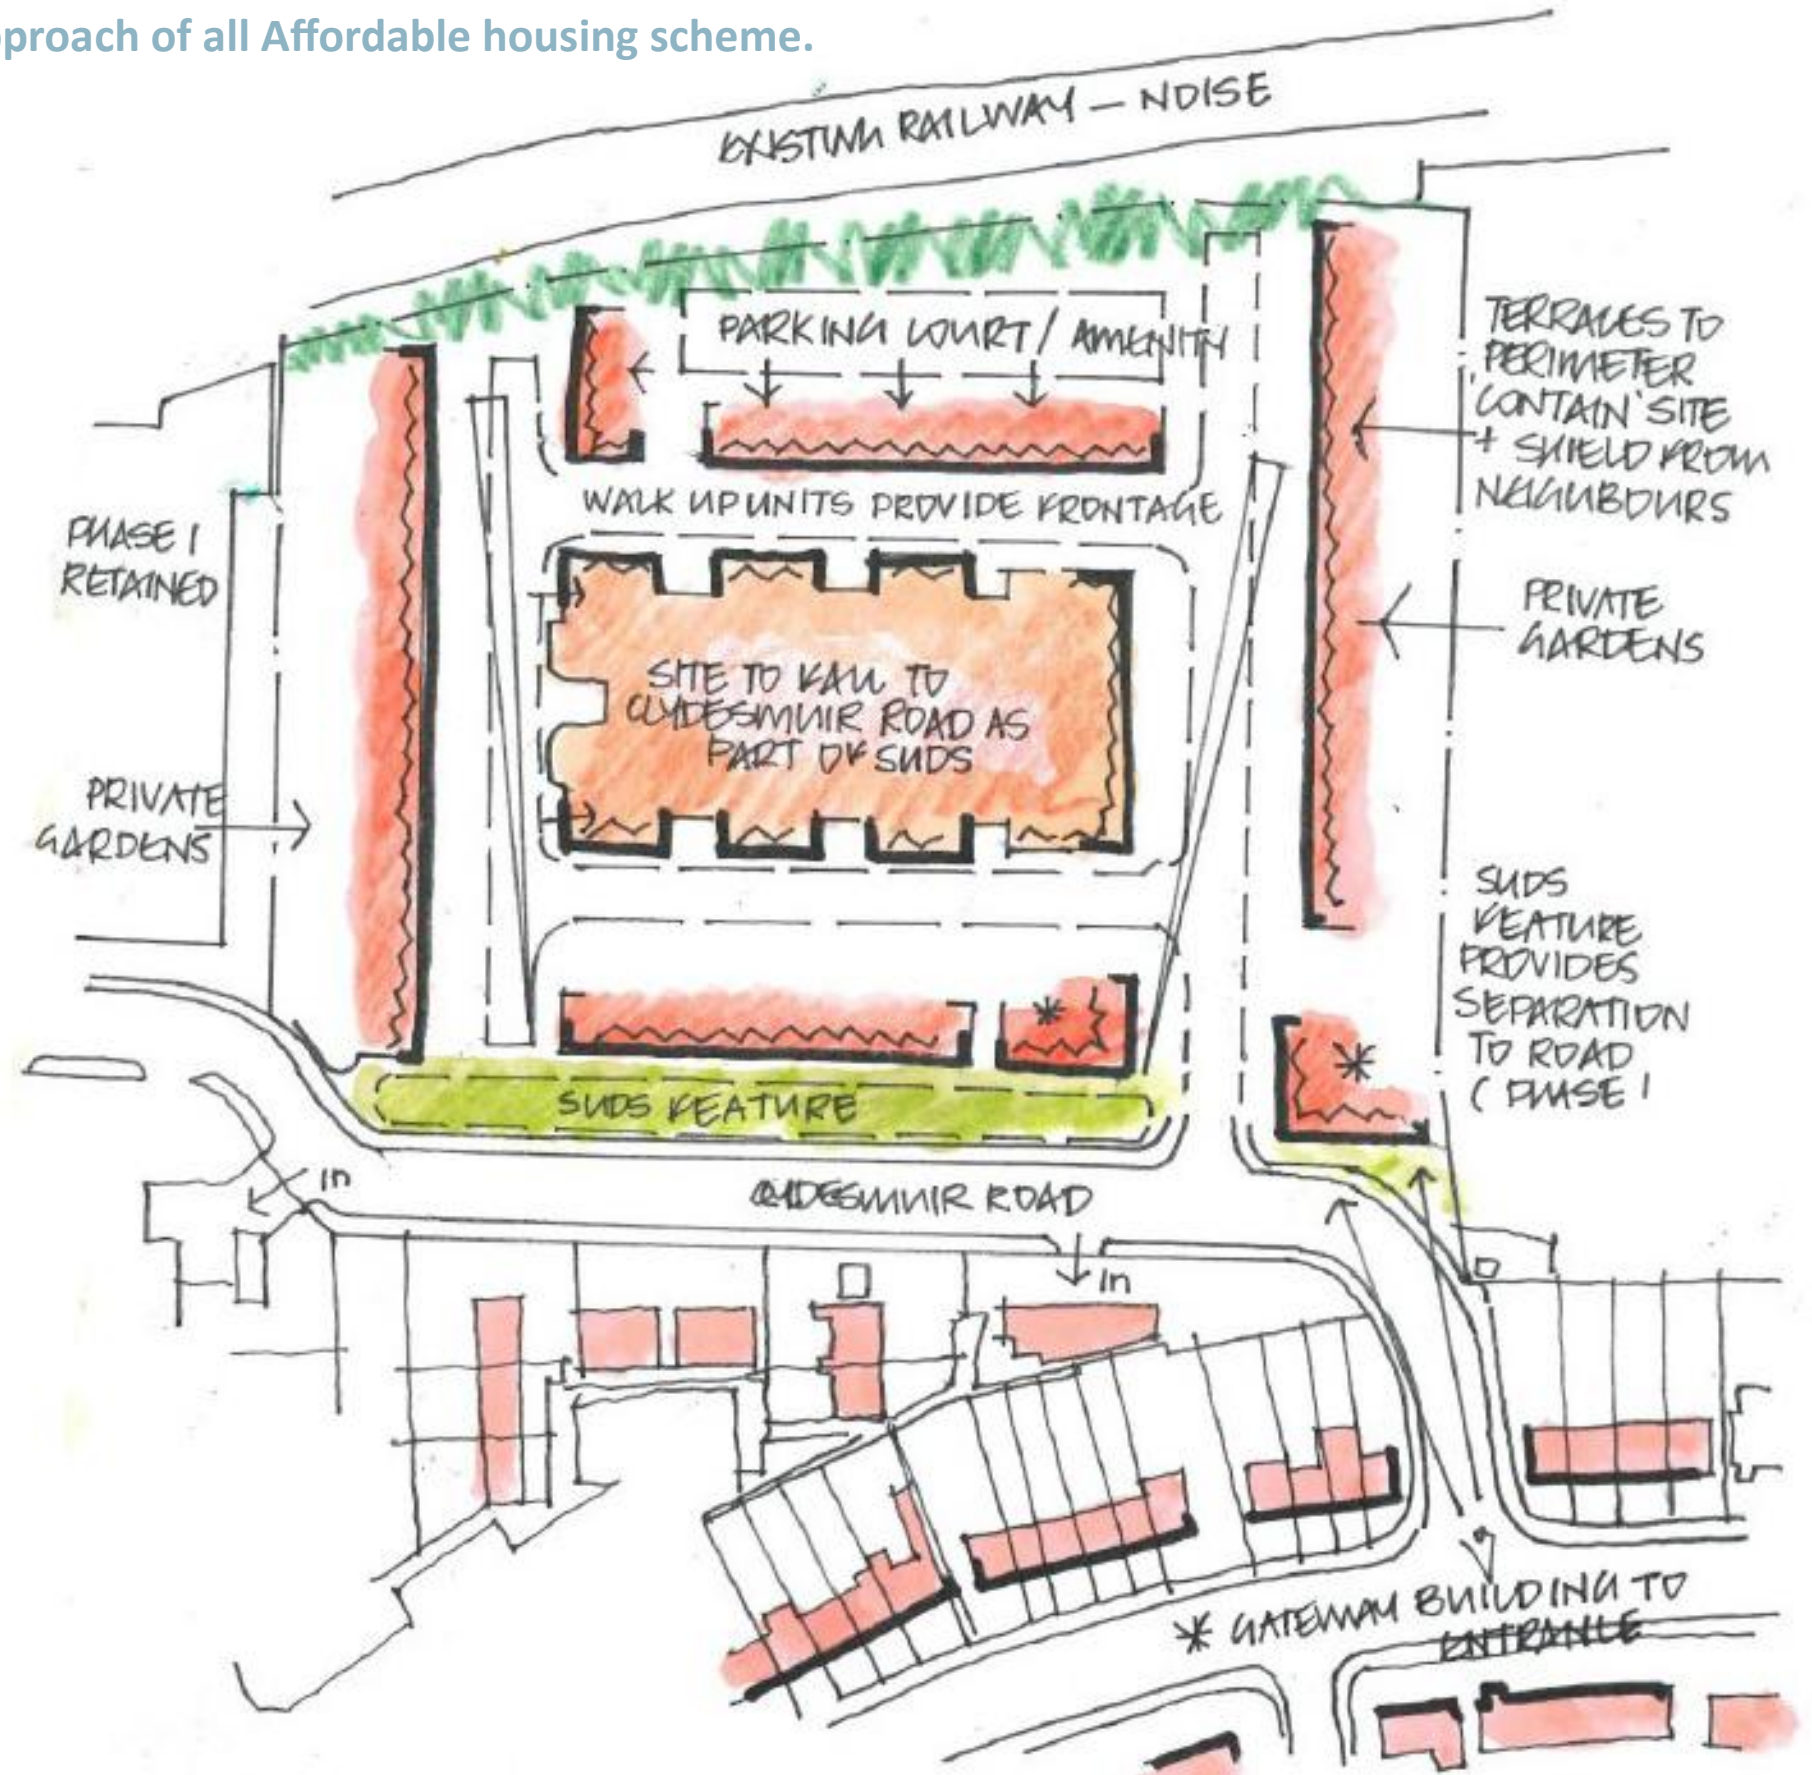 proach of all Affordable housing scheme.
EXISTING RAILWAY – NOISE
PARKING COURT / AMENITY
TERRACES TO
PERIMETER
'CONTAIN' SITE
+ SHIELD FROM
NEIGHBOURS
WALK UP UNITS PROVIDE FRONTAGE
PHASE 1
RETAINED
PRIVATE
GARDENS
SITE TO FALL TO
CLYDESMUIR ROAD AS
PART OF SUDS
PRIVATE
GARDENS
SUDS
FEATURE
PROVIDES
SEPARATION
TO ROAD
( PHASE 1
SUDS FEATURE
in
CLYDESMUIR ROAD
in
* GATEWAY BUILDING TO
ENTRANCE